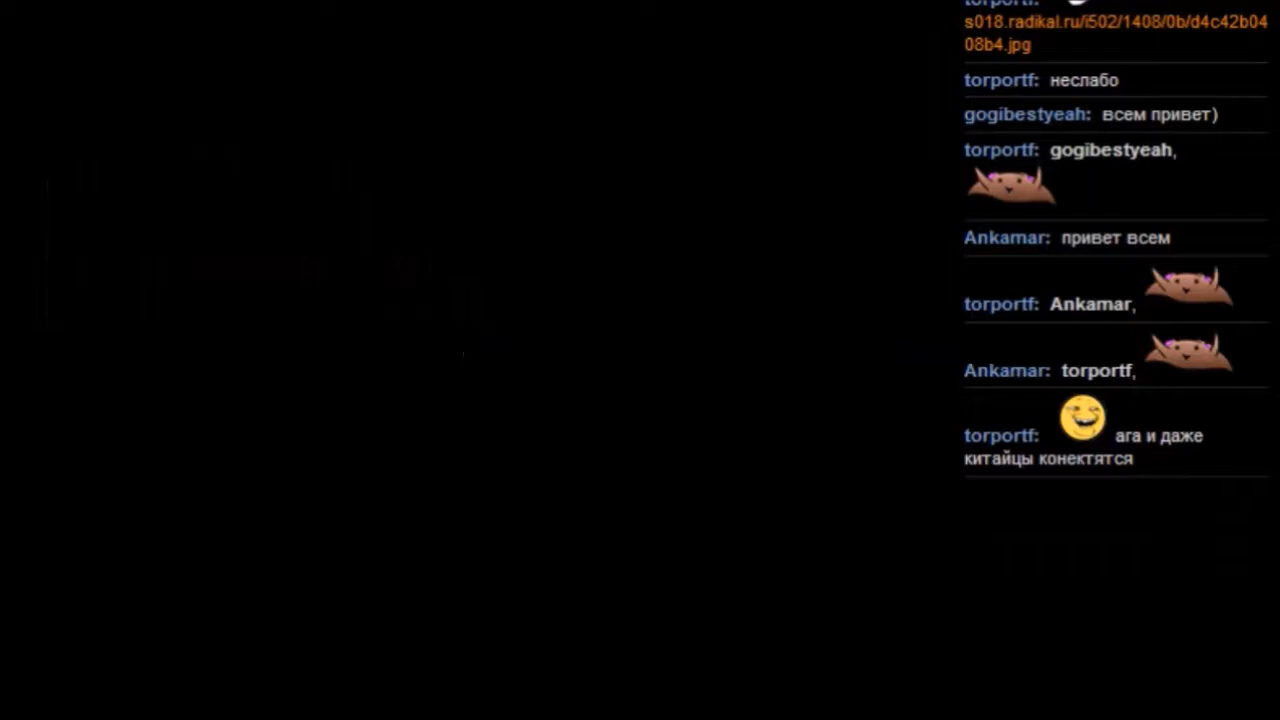 torportf:
s018.radikal.ru/i502/1408/0b/d4c42b04
08b4.jpg
torportf: неслабо
gogibestyeah: всем привет)
torportf: gogibestyeah,
Ankamar: привет всем
torportf: Ankamar,
Ankamar: torportf,
torportf: ага и даже
китайцы конектятся